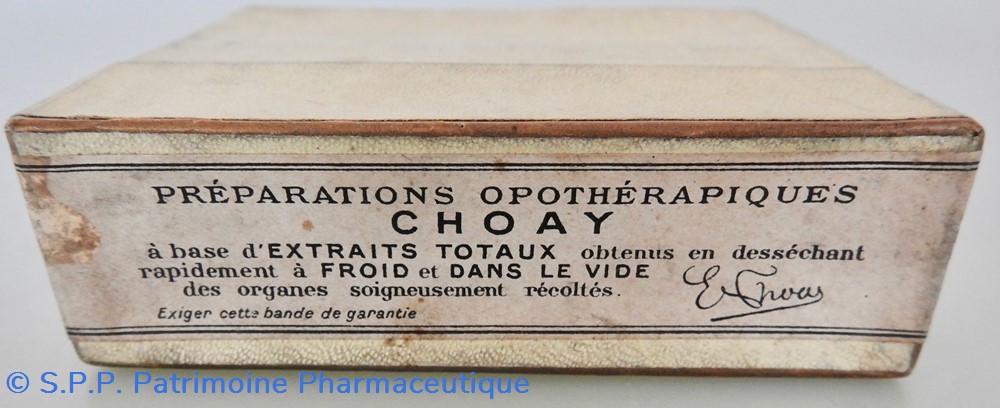 PRÉPARATIONS OPOTHÉRAPIQUES
CHOAY
à base d'EXTRAITS TOTAUX obtenus en desséchant
rapidement à FROID et DANS LE VIDE
des organes soigneusement récoltés.
Exiger cette bande de garantie
© S.P.P. Patrimoine Pharmaceutique